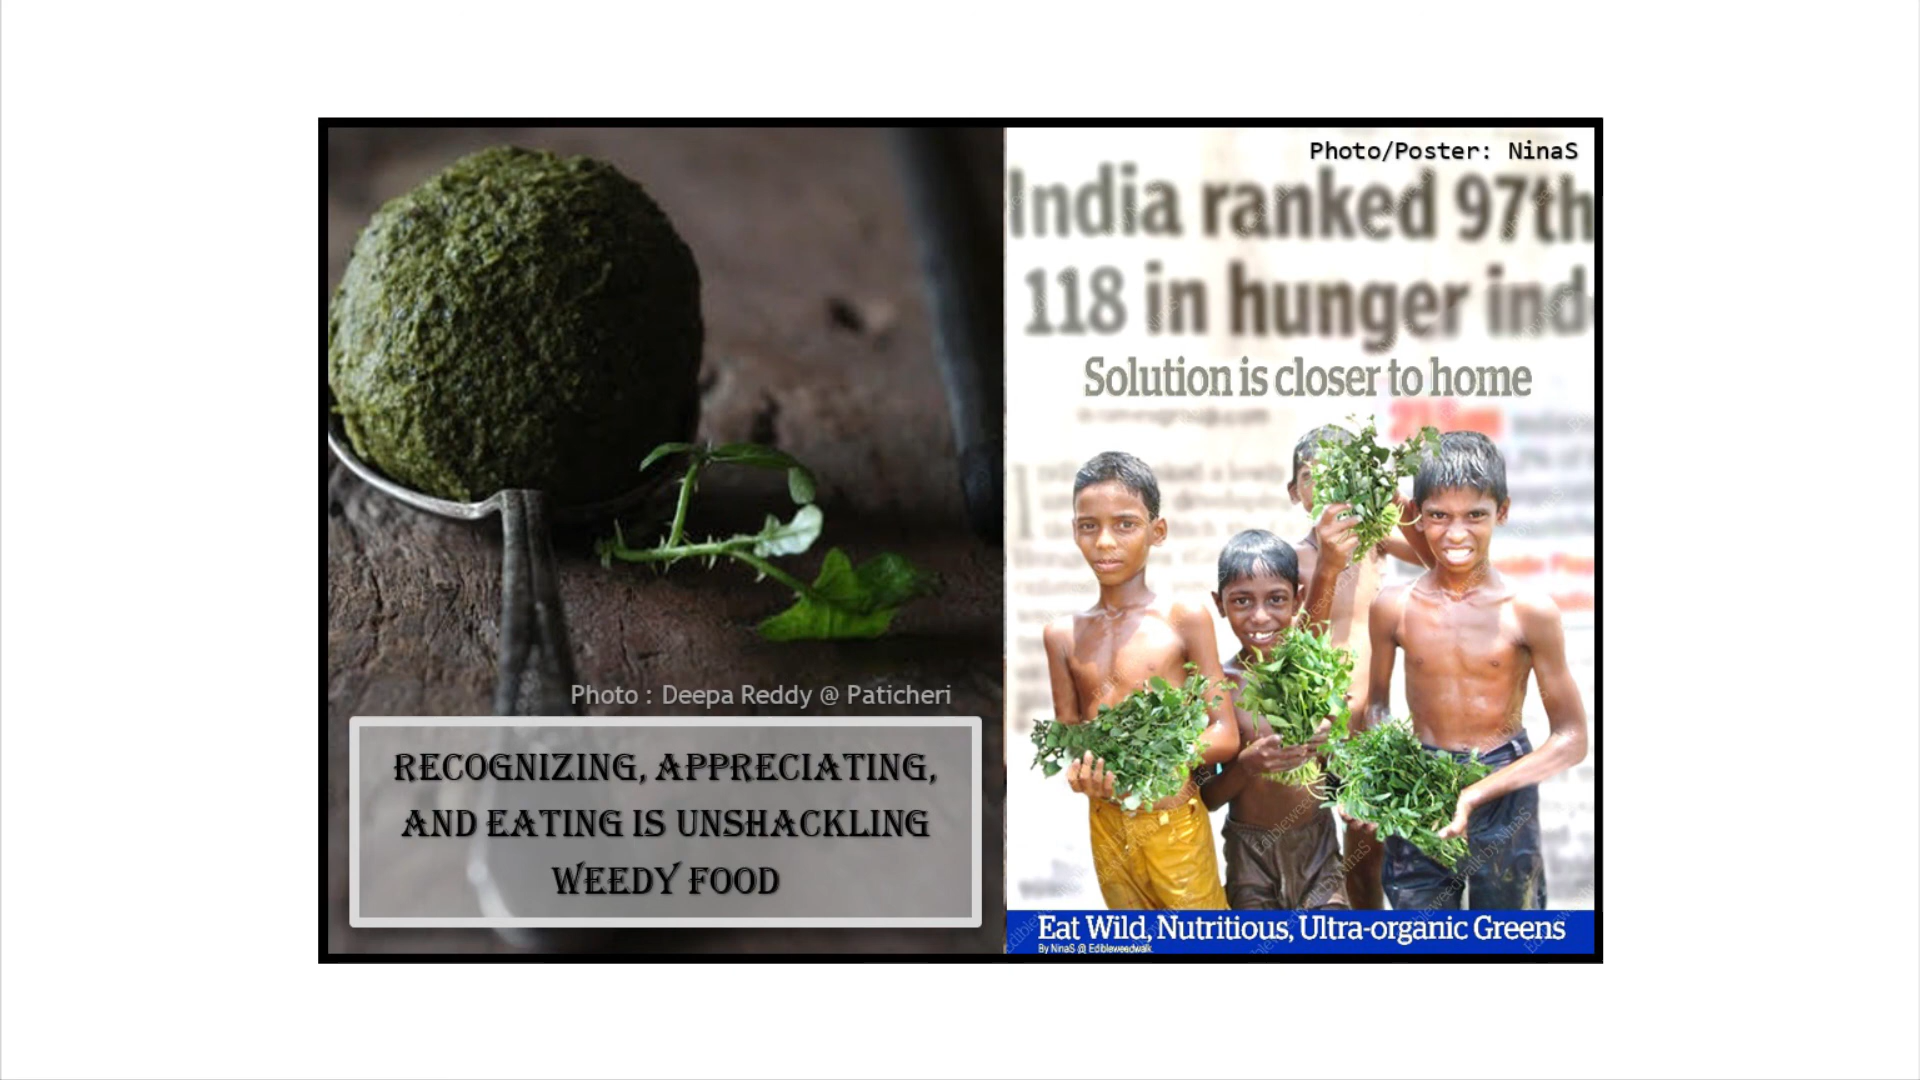 Photo : Deepa Reddy @ Paticheri
RECOGNIZING, APPRECIATING,
AND EATING IS UNSHACKLING
WEEDY FOOD
Photo/Poster: NinaS
India ranked 97th
118 in hunger ind
Solution is closer to home
Eat Wild, Nutritious, Ultra-organic Greens
By NinaS @ Edibleweedwalk